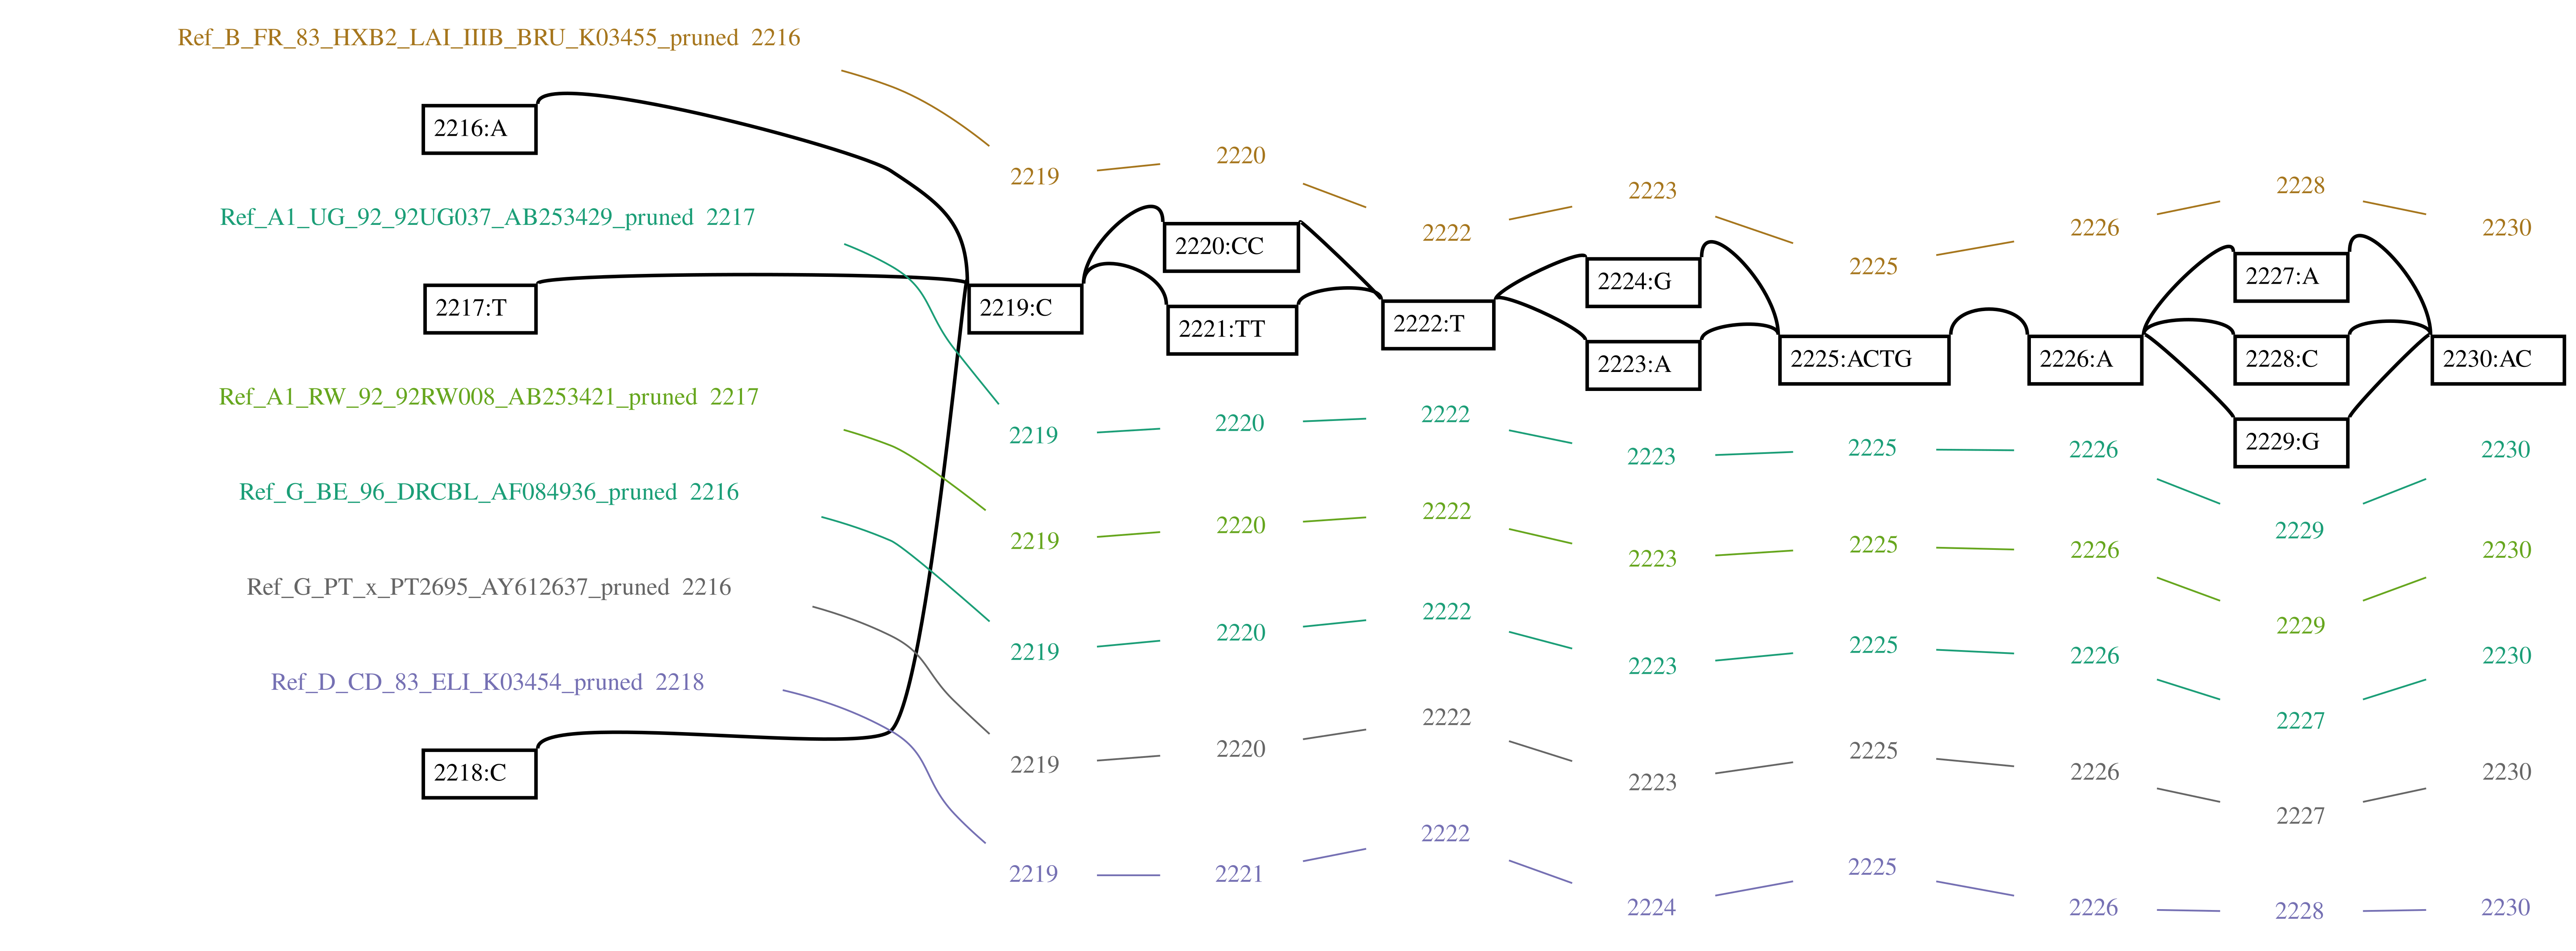 Ref_B_FR_83_HXB2_LAI_IIIB_BRU_K03455_pruned 2216
2216:A
2219 2220 2222 2223 2225 2226 2228 2230
Ref_A1_UG_92_92UG037_AB253429_pruned 2217
2220:CC
2224:G
2227:A
2217:T
2219:C
2221:TT
2222:T
2223:A
2225:ACTG
2226:A
2228:C
2230:AC
2229:G
2219 2220 2222 2223 2225 2226 2229 2230
Ref_A1_RW_92_92RW008_AB253421_pruned 2217
2219 2220 2222 2223 2225 2226 2229 2230
Ref_G_BE_96_DRCBL_AF084936_pruned 2216
2219 2220 2222 2223 2225 2226 2227 2230
Ref_G_PT_x_PT2695_AY612637_pruned 2216
2219 2220 2222 2223 2225 2226 2227 2230
Ref_D_CD_83_ELI_K03454_pruned 2218
2218:C
2219 2221 2222 2224 2225 2226 2228 2230